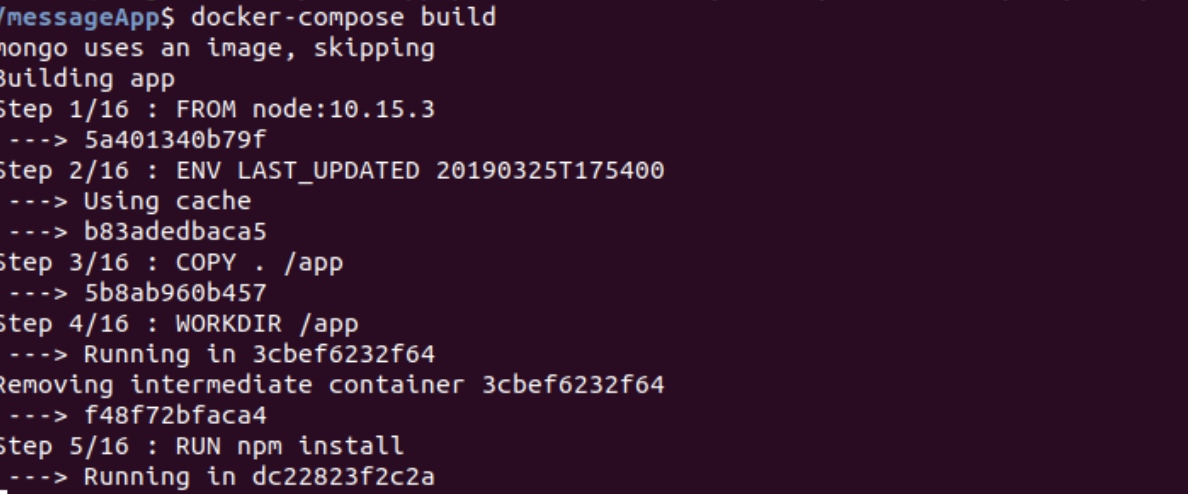 /messageApp$ docker-compose build
mongo uses an image, skipping
Building app
Step 1/16 : FROM node:10.15.3
---> 5a401340b79f
Step 2/16 : ENV LAST_UPDATED 20190325T175400
---> Using cache
---> b83adedbaca5
Step 3/16 : COPY . /app
---> 5b8ab960b457
Step 4/16 : WORKDIR /app
---> Running in 3cbef6232f64
Removing intermediate container 3cbef6232f64
---> f48f72bfaca4
Step 5/16 : RUN npm install
---> Running in dc22823f2c2a